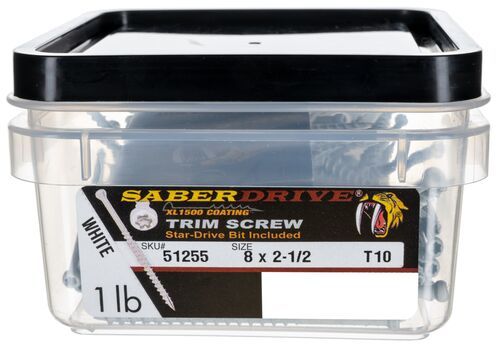 SABERDRIVE®
XL1500 COATING
TRIM SCREW
Star-Drive Bit Included
SKU# SIZE
51255 8 x 2-1/2 T10
WHITE
1 lb